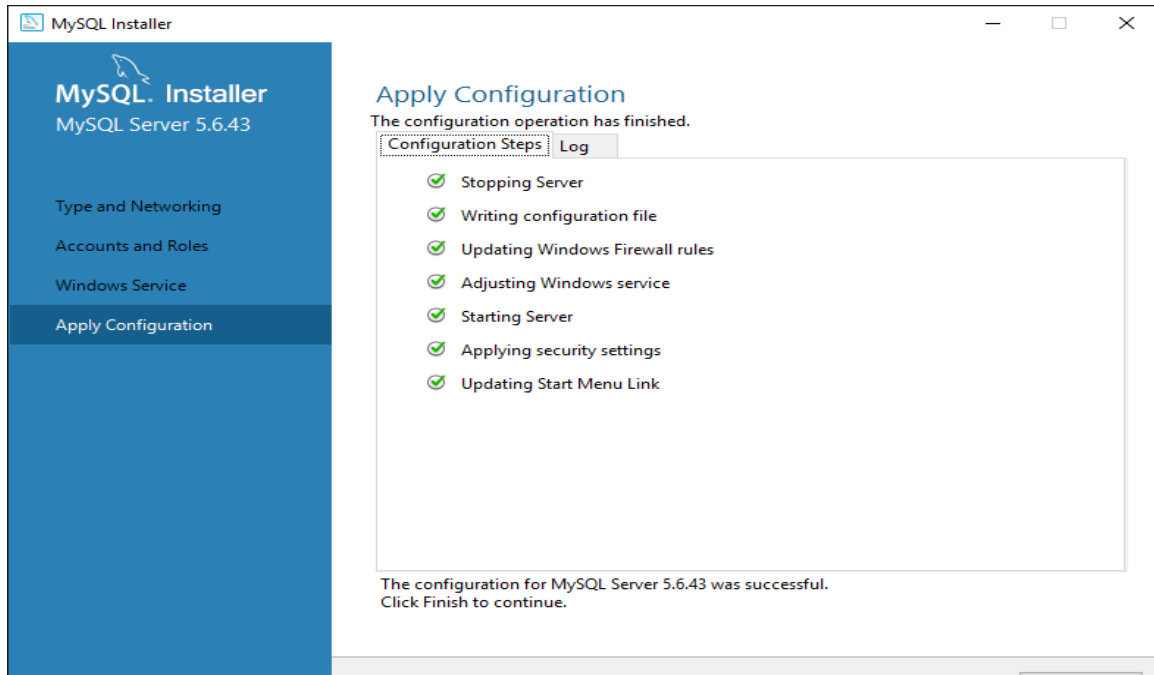 MySQL Installer
MySQL. Installer
MySQL Server 5.6.43
Type and Networking
Accounts and Roles
Windows Service
Apply Configuration
Apply Configuration
The configuration operation has finished.
Configuration Steps Log
Stopping Server
Writing configuration file
Updating Windows Firewall rules
Adjusting Windows service
Starting Server
Applying security settings
Updating Start Menu Link
The configuration for MySQL Server 5.6.43 was successful.
Click Finish to continue.